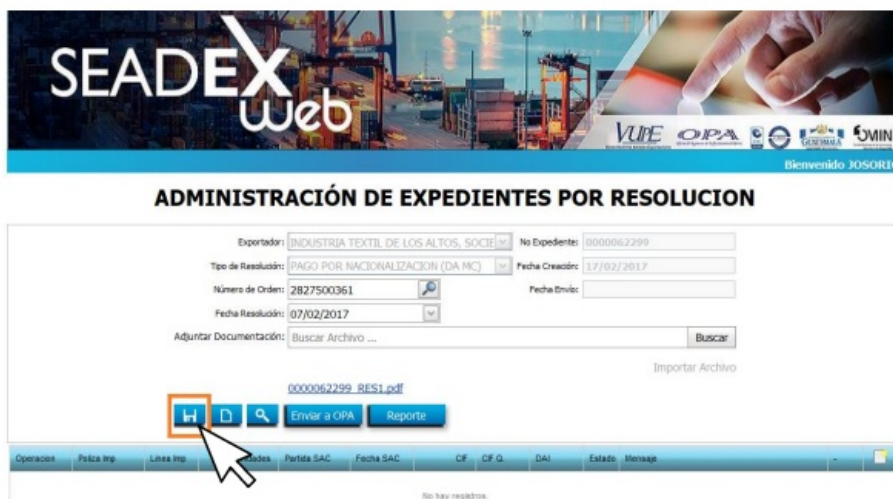 SEADEX
web
VUPE OPA GUATEMALA
Bienvenido JOSORIO
ADMINISTRACIÓN DE EXPEDIENTES POR RESOLUCION
Exportador: INDUSTRIA TEXTIL DE LOS ALTOS, SOCIE No Expediente: 0000062299
Tipo de Resolución: PAGO POR NACIONALIZACION (DA MC) Fecha Creación: 17/02/2017
Número de Orden: 2827500361 Fecha Envío:
Fecha Resolución: 07/02/2017
Adjuntar Documentación: Buscar Archivo ... Buscar
Importar Archivo
0000062299_RES1.pdf
Enviar a OPA Reporte
Operacion Poliza Imp Linea Imp Partida SAC Fecha SAC CIF CIF Q. DAI Estado Mensaje -
No hay registros.